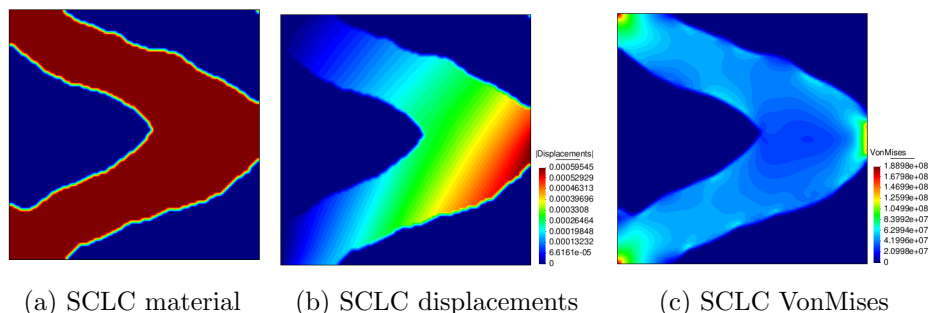 |Displacements|
0.00059545
0.00052929
0.00046313
0.00039696
0.0003308
0.00026464
0.00019848
0.00013232
6.6161e-05
0
VonMises
1.8898e+08
1.6798e+08
1.4699e+08
1.2599e+08
1.0499e+08
8.3992e+07
6.2994e+07
4.1996e+07
2.0998e+07
0
(a) SCLC material
(b) SCLC displacements
(c) SCLC VonMises